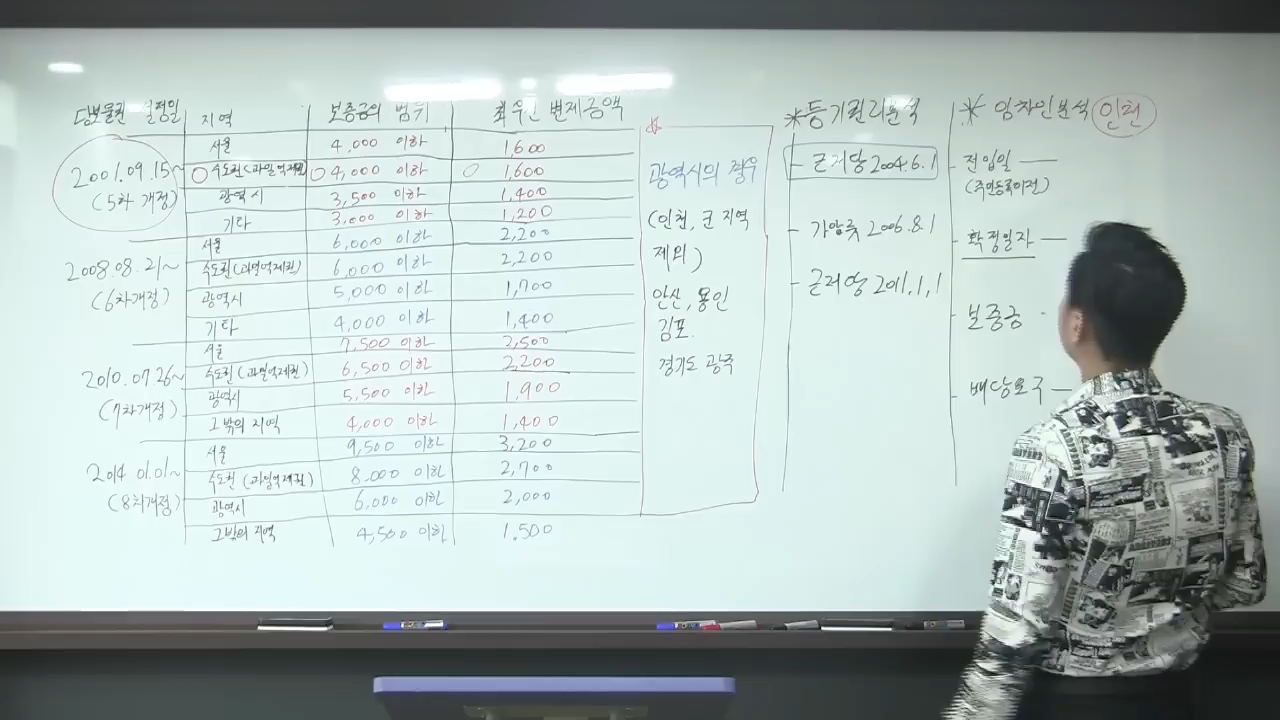 담보물권 설정일 지역 보증금의 범위 최우선 변제금액
2001.09.15~
(5차 개정)
서울 4,000 이하 1,600
수도권(과밀억제권) 4,000 이하 1,600
광역시 3,500 이하 1,400
기타 3,000 이하 1,200
2008.08.21~
(6차개정)
서울 6,000 이하 2,200
수도권(과밀억제권) 6,000 이하 2,200
광역시 5,000 이하 1,700
기타 4,000 이하 1,400
2010.07.26~
(7차개정)
서울 7,500 이하 2,500
수도권(과밀억제권) 6,500 이하 2,200
광역시 5,500 이하 1,900
그 밖의 지역 4,000 이하 1,400
2014 01.01~
(8차개정)
서울 9,500 이하 3,200
수도권(과밀억제권) 8.000 이하 2,700
광역시 6,000 이하 2,000
그밖의 지역 4,500 이하 1.500
광역시의 경우
(인천, 군 지역
제외)
안산, 용인
김포.
경기도 광주
*등기권리분석
- 근저당 2004.6.1
- 가압류 2006.8.1
- 근저당 2011.1.1
* 임차인분석 인천
- 전입일 —
(주민등록이전)
- 확정일자 —
- 보증금 -
- 배당요구 —